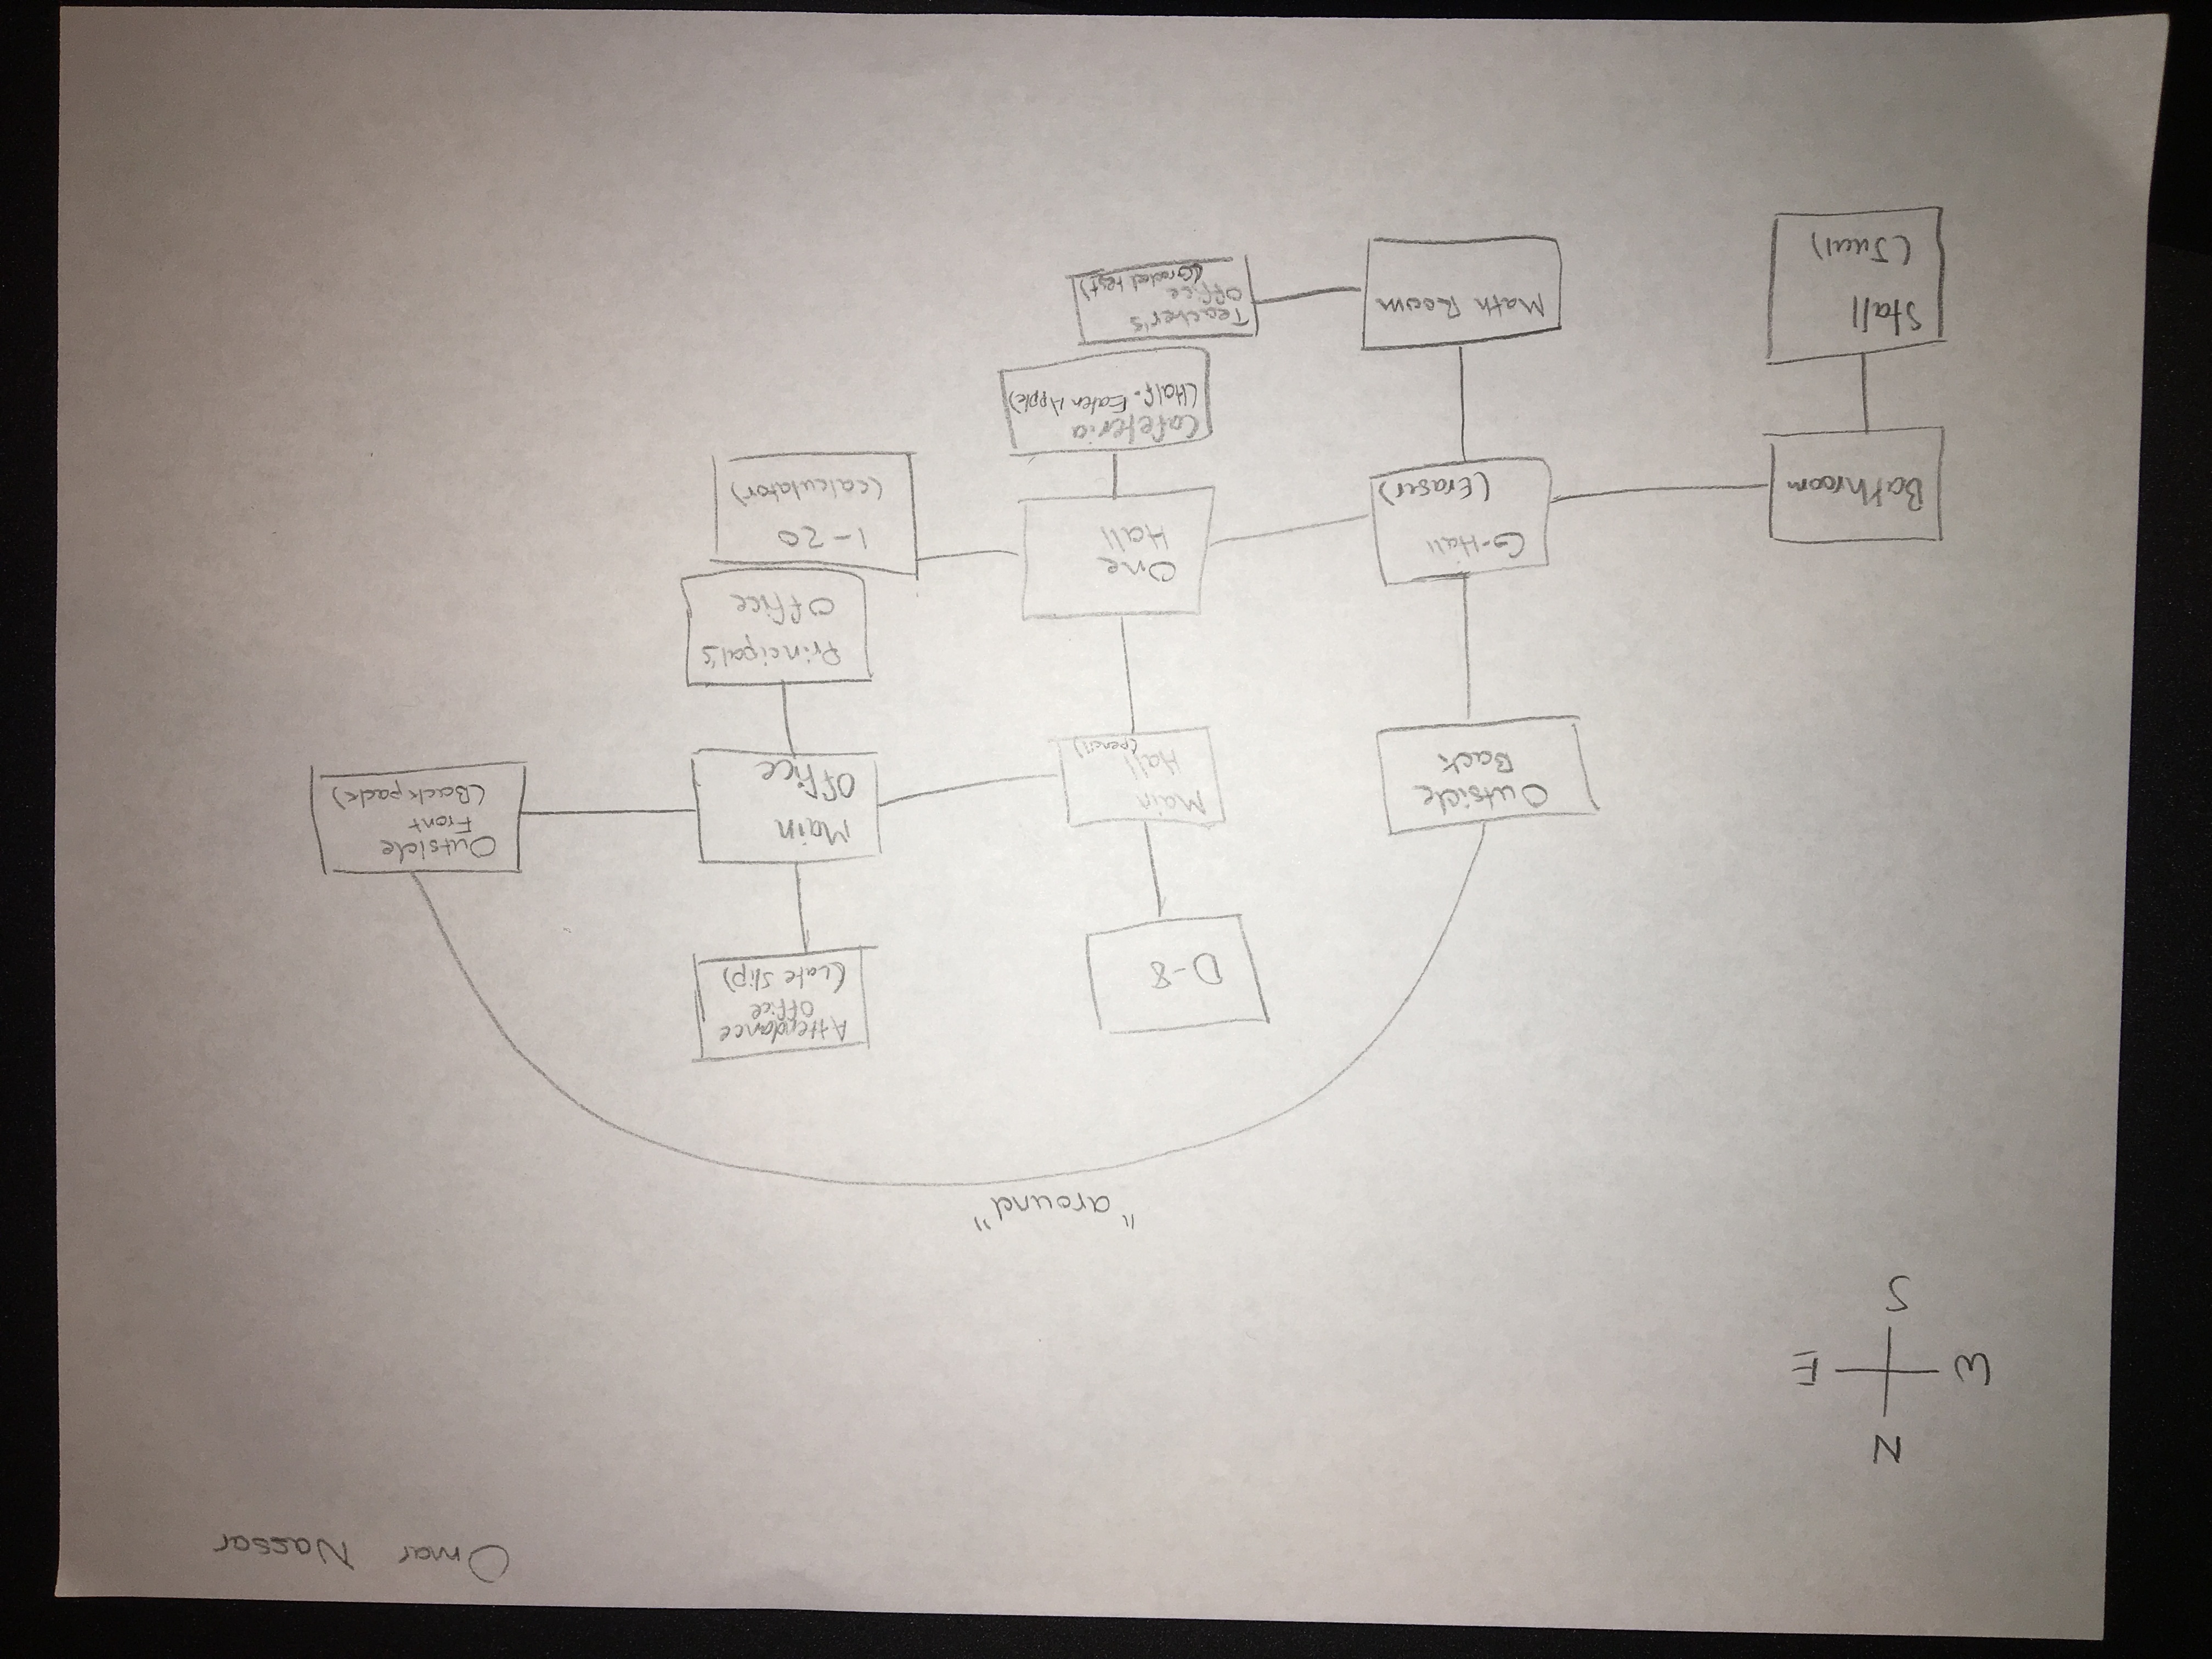 Omar Nassar
N
W E
S
"around"
D-8
Attendance
Office
(Late Slip)
Outside
Back
Main
Hall
(pencil)
Main
Office
Outside
Front
(Backpack)
Principal's
Office
Bathroom
G-Hall
(Eraser)
One
Hall
1-20
(calculator)
Cafeteria
(Half-Eaten Apple)
Stall
(Juul)
Math Room
Teacher's
Office
(Graded test)